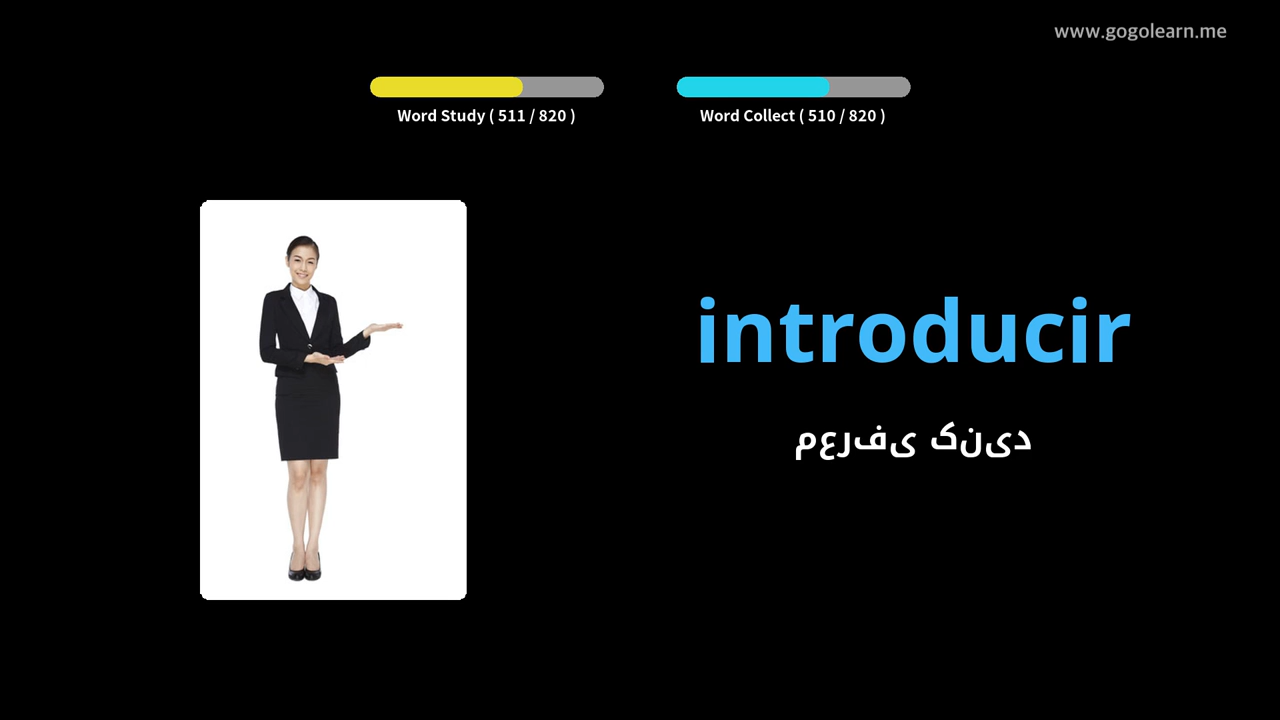 www.gogolearn.me
Word Study ( 511 / 820 )
Word Collect ( 510 / 820 )
introducir
معرفی کنید